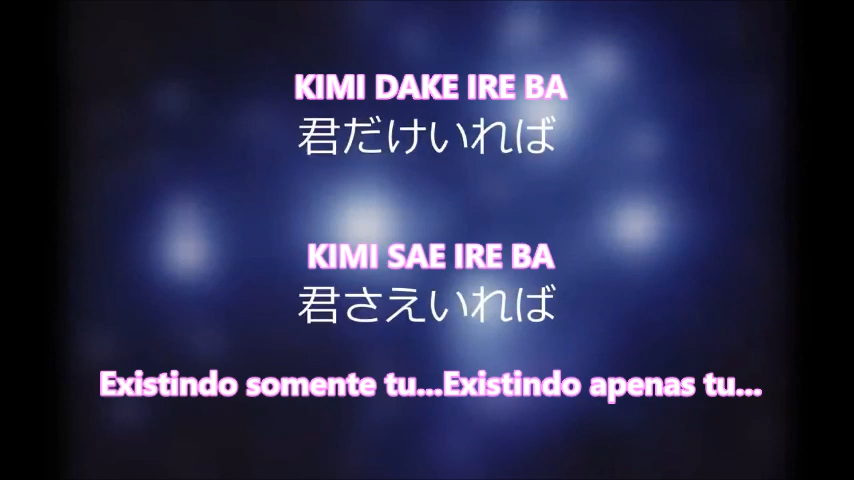 KIMI DAKE IRE BA
君だけいれば
KIMI SAE IRE BA
君さえいれば
Existindo somente tu...Existindo apenas tu...